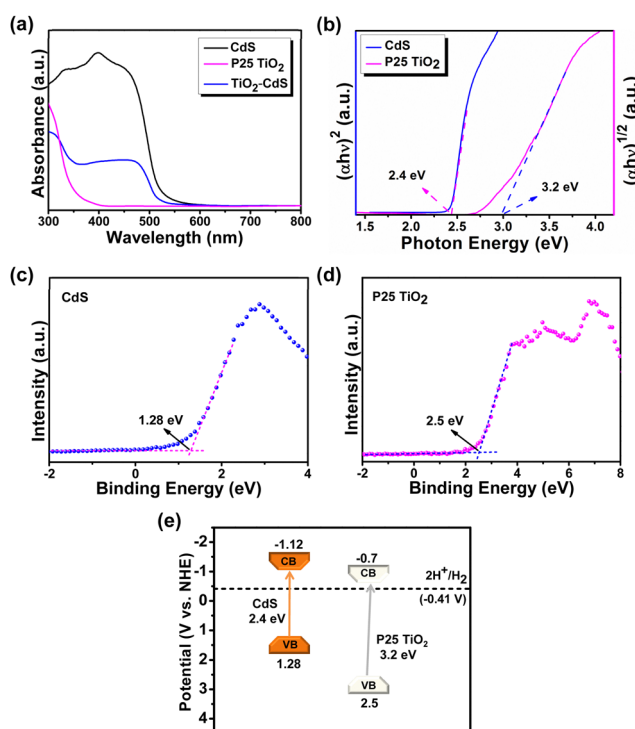 (a)
CdS
P25 TiO₂
TiO₂-CdS
Absorbance (a.u.)
300 400 500 600 700 800
Wavelength (nm)
(b)
CdS
P25 TiO₂
(αhν)²  (a.u.)
(αhν)^1/2 (a.u.)
2.4 eV
3.2 eV
1.5 2.0 2.5 3.0 3.5 4.0
Photon Energy (eV)
(c)
CdS
Intensity (a.u.)
1.28 eV
-2 0 2 4
Binding Energy (eV)
(d)
P25 TiO₂
Intensity (a.u.)
2.5 eV
-2 0 2 4 6 8
Binding Energy (eV)
(e)
Potential (V vs. NHE)
-2
-1
0
1
2
3
4
-1.12
CB
CdS
2.4 eV
VB
1.28
-0.7
CB
P25 TiO₂
3.2 eV
VB
2.5
2H⁺/H₂
(-0.41 V)